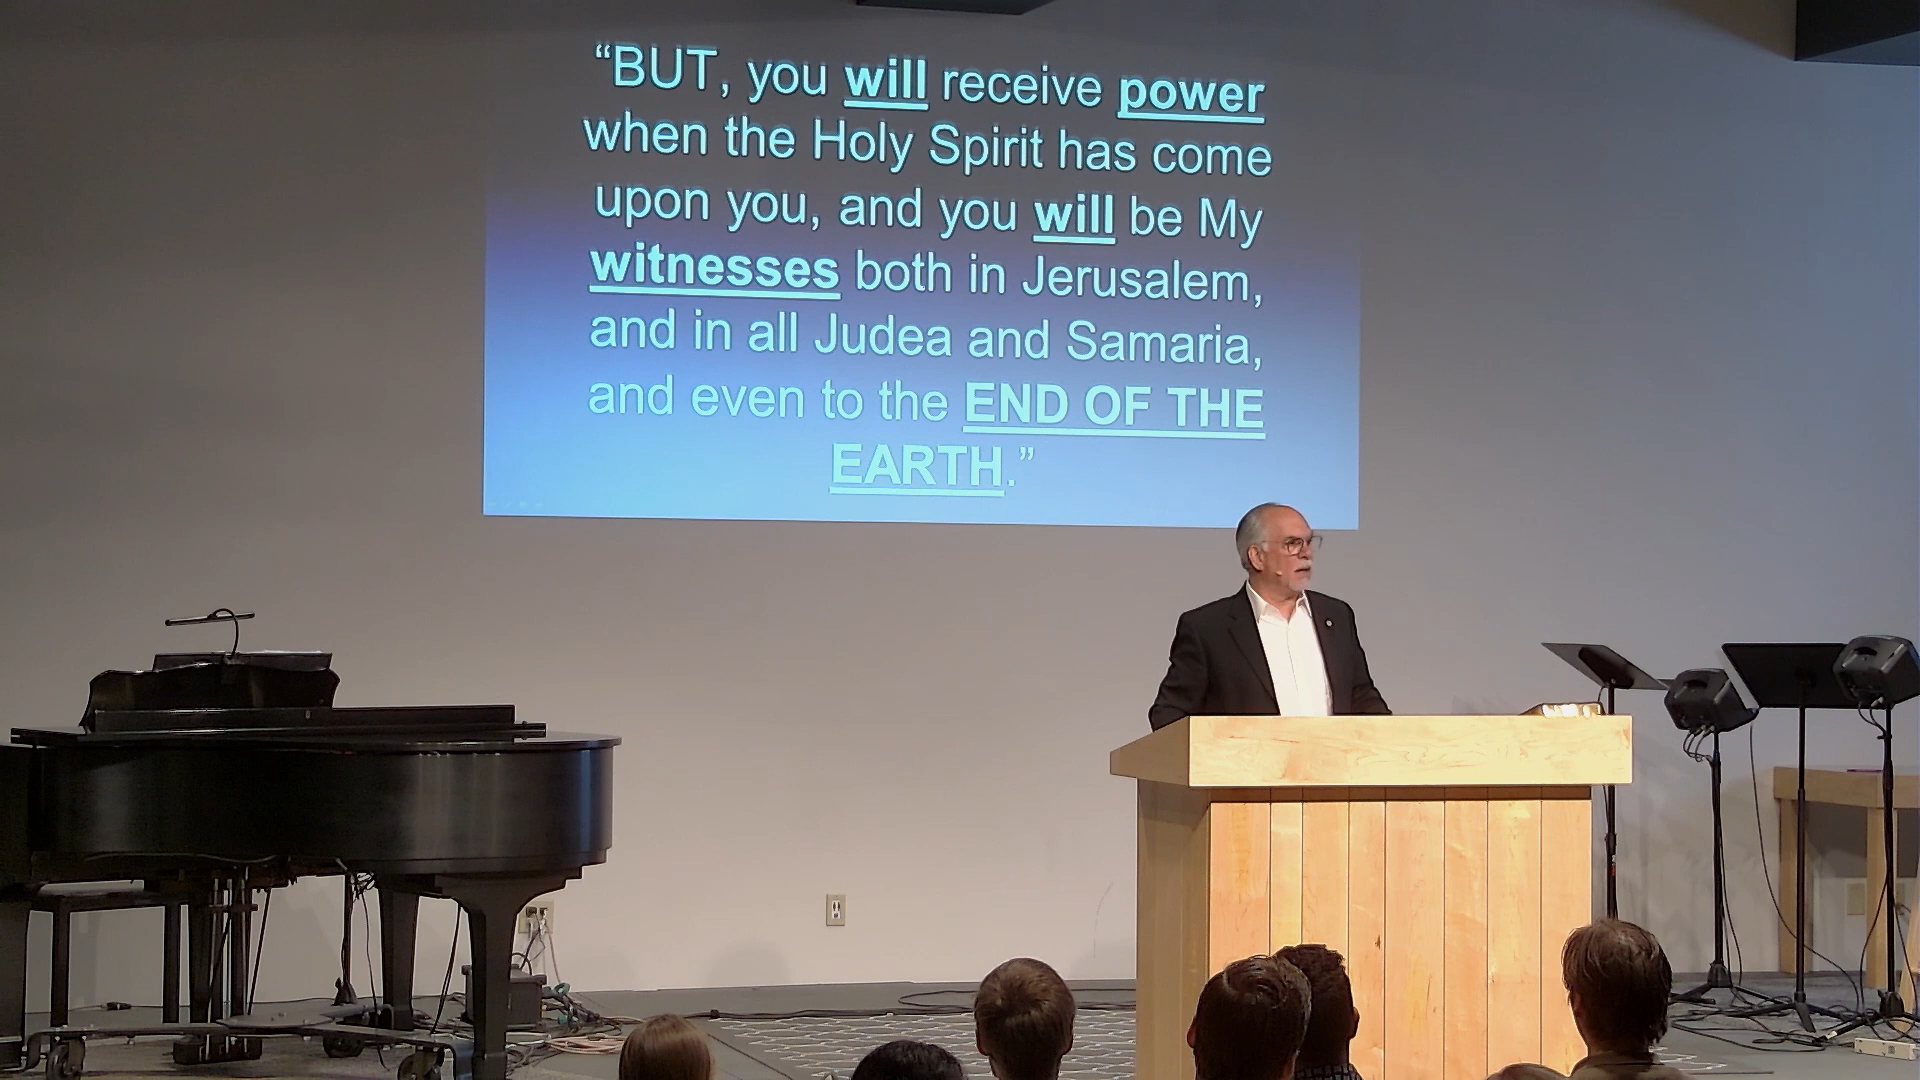 “BUT, you will receive power
when the Holy Spirit has come
upon you, and you will be My
witnesses both in Jerusalem,
and in all Judea and Samaria,
and even to the END OF THE
EARTH.”